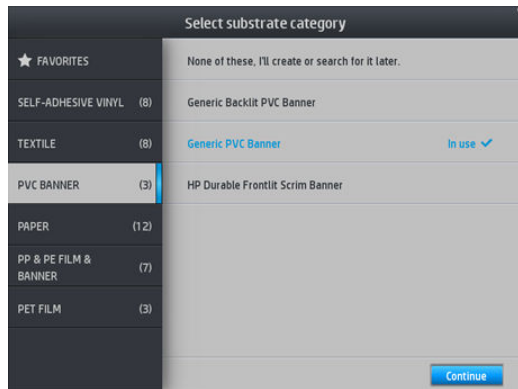 Select substrate category
FAVORITES
SELF-ADHESIVE VINYL (8)
TEXTILE (8)
PVC BANNER (3)
PAPER (12)
PP & PE FILM &
BANNER (7)
PET FILM (3)
None of these, I'll create or search for it later.
Generic Backlit PVC Banner
Generic PVC Banner In use
HP Durable Frontlit Scrim Banner
Continue